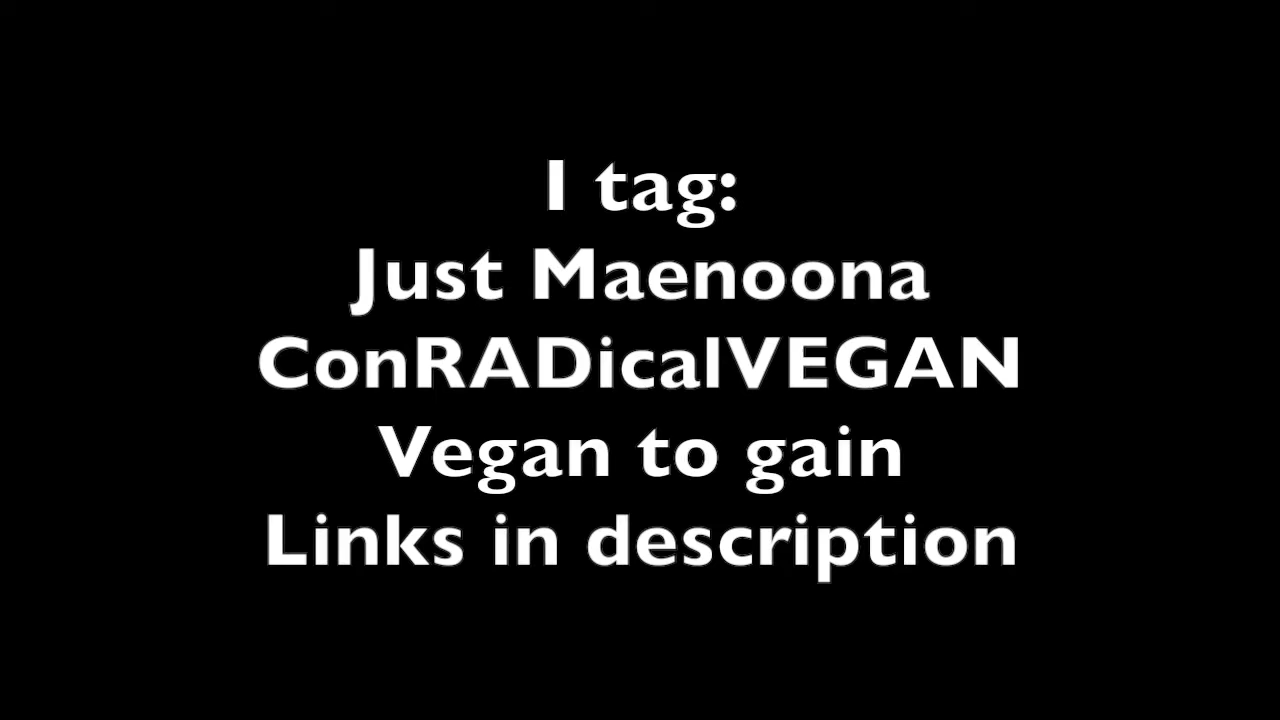 I tag:
Just Maenoona
ConRADicalVEGAN
Vegan to gain
Links in description